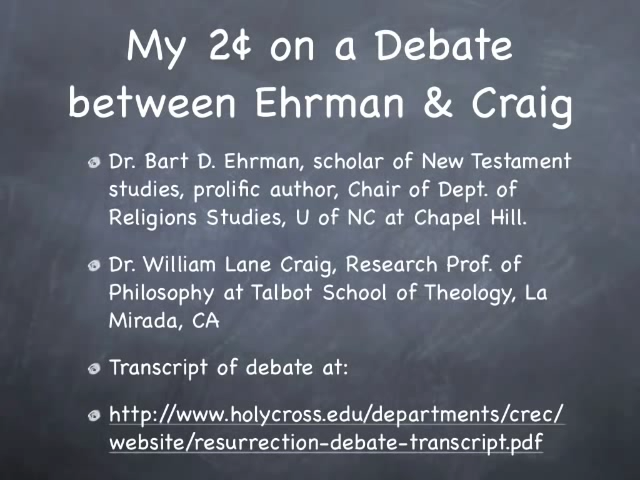 My 2¢ on a Debate
between Ehrman & Craig
Dr. Bart D. Ehrman, scholar of New Testament
studies, prolific author, Chair of Dept. of
Religions Studies, U of NC at Chapel Hill.
Dr. William Lane Craig, Research Prof. of
Philosophy at Talbot School of Theology, La
Mirada, CA
Transcript of debate at:
http://www.holycross.edu/departments/crec/
website/resurrection-debate-transcript.pdf